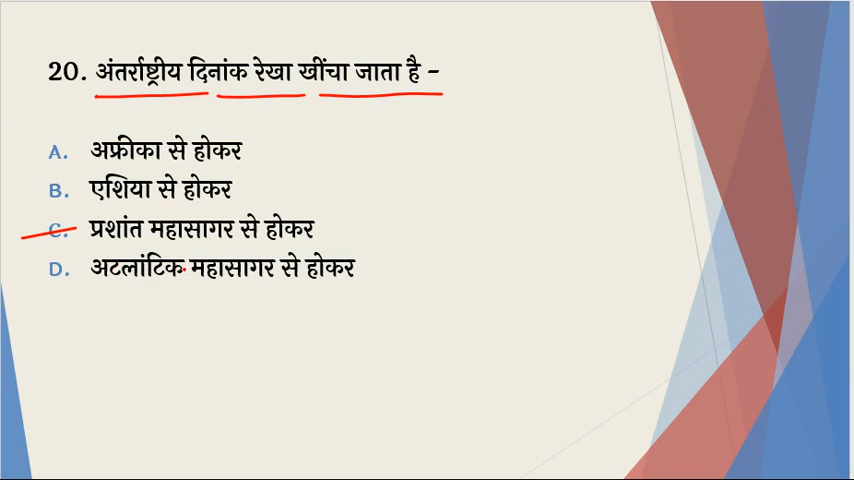 20. अंतर्राष्ट्रीय दिनांक रेखा खींचा जाता है -
A. अफ्रीका से होकर
B. एशिया से होकर
C. प्रशांत महासागर से होकर
D. अटलांटिक महासागर से होकर